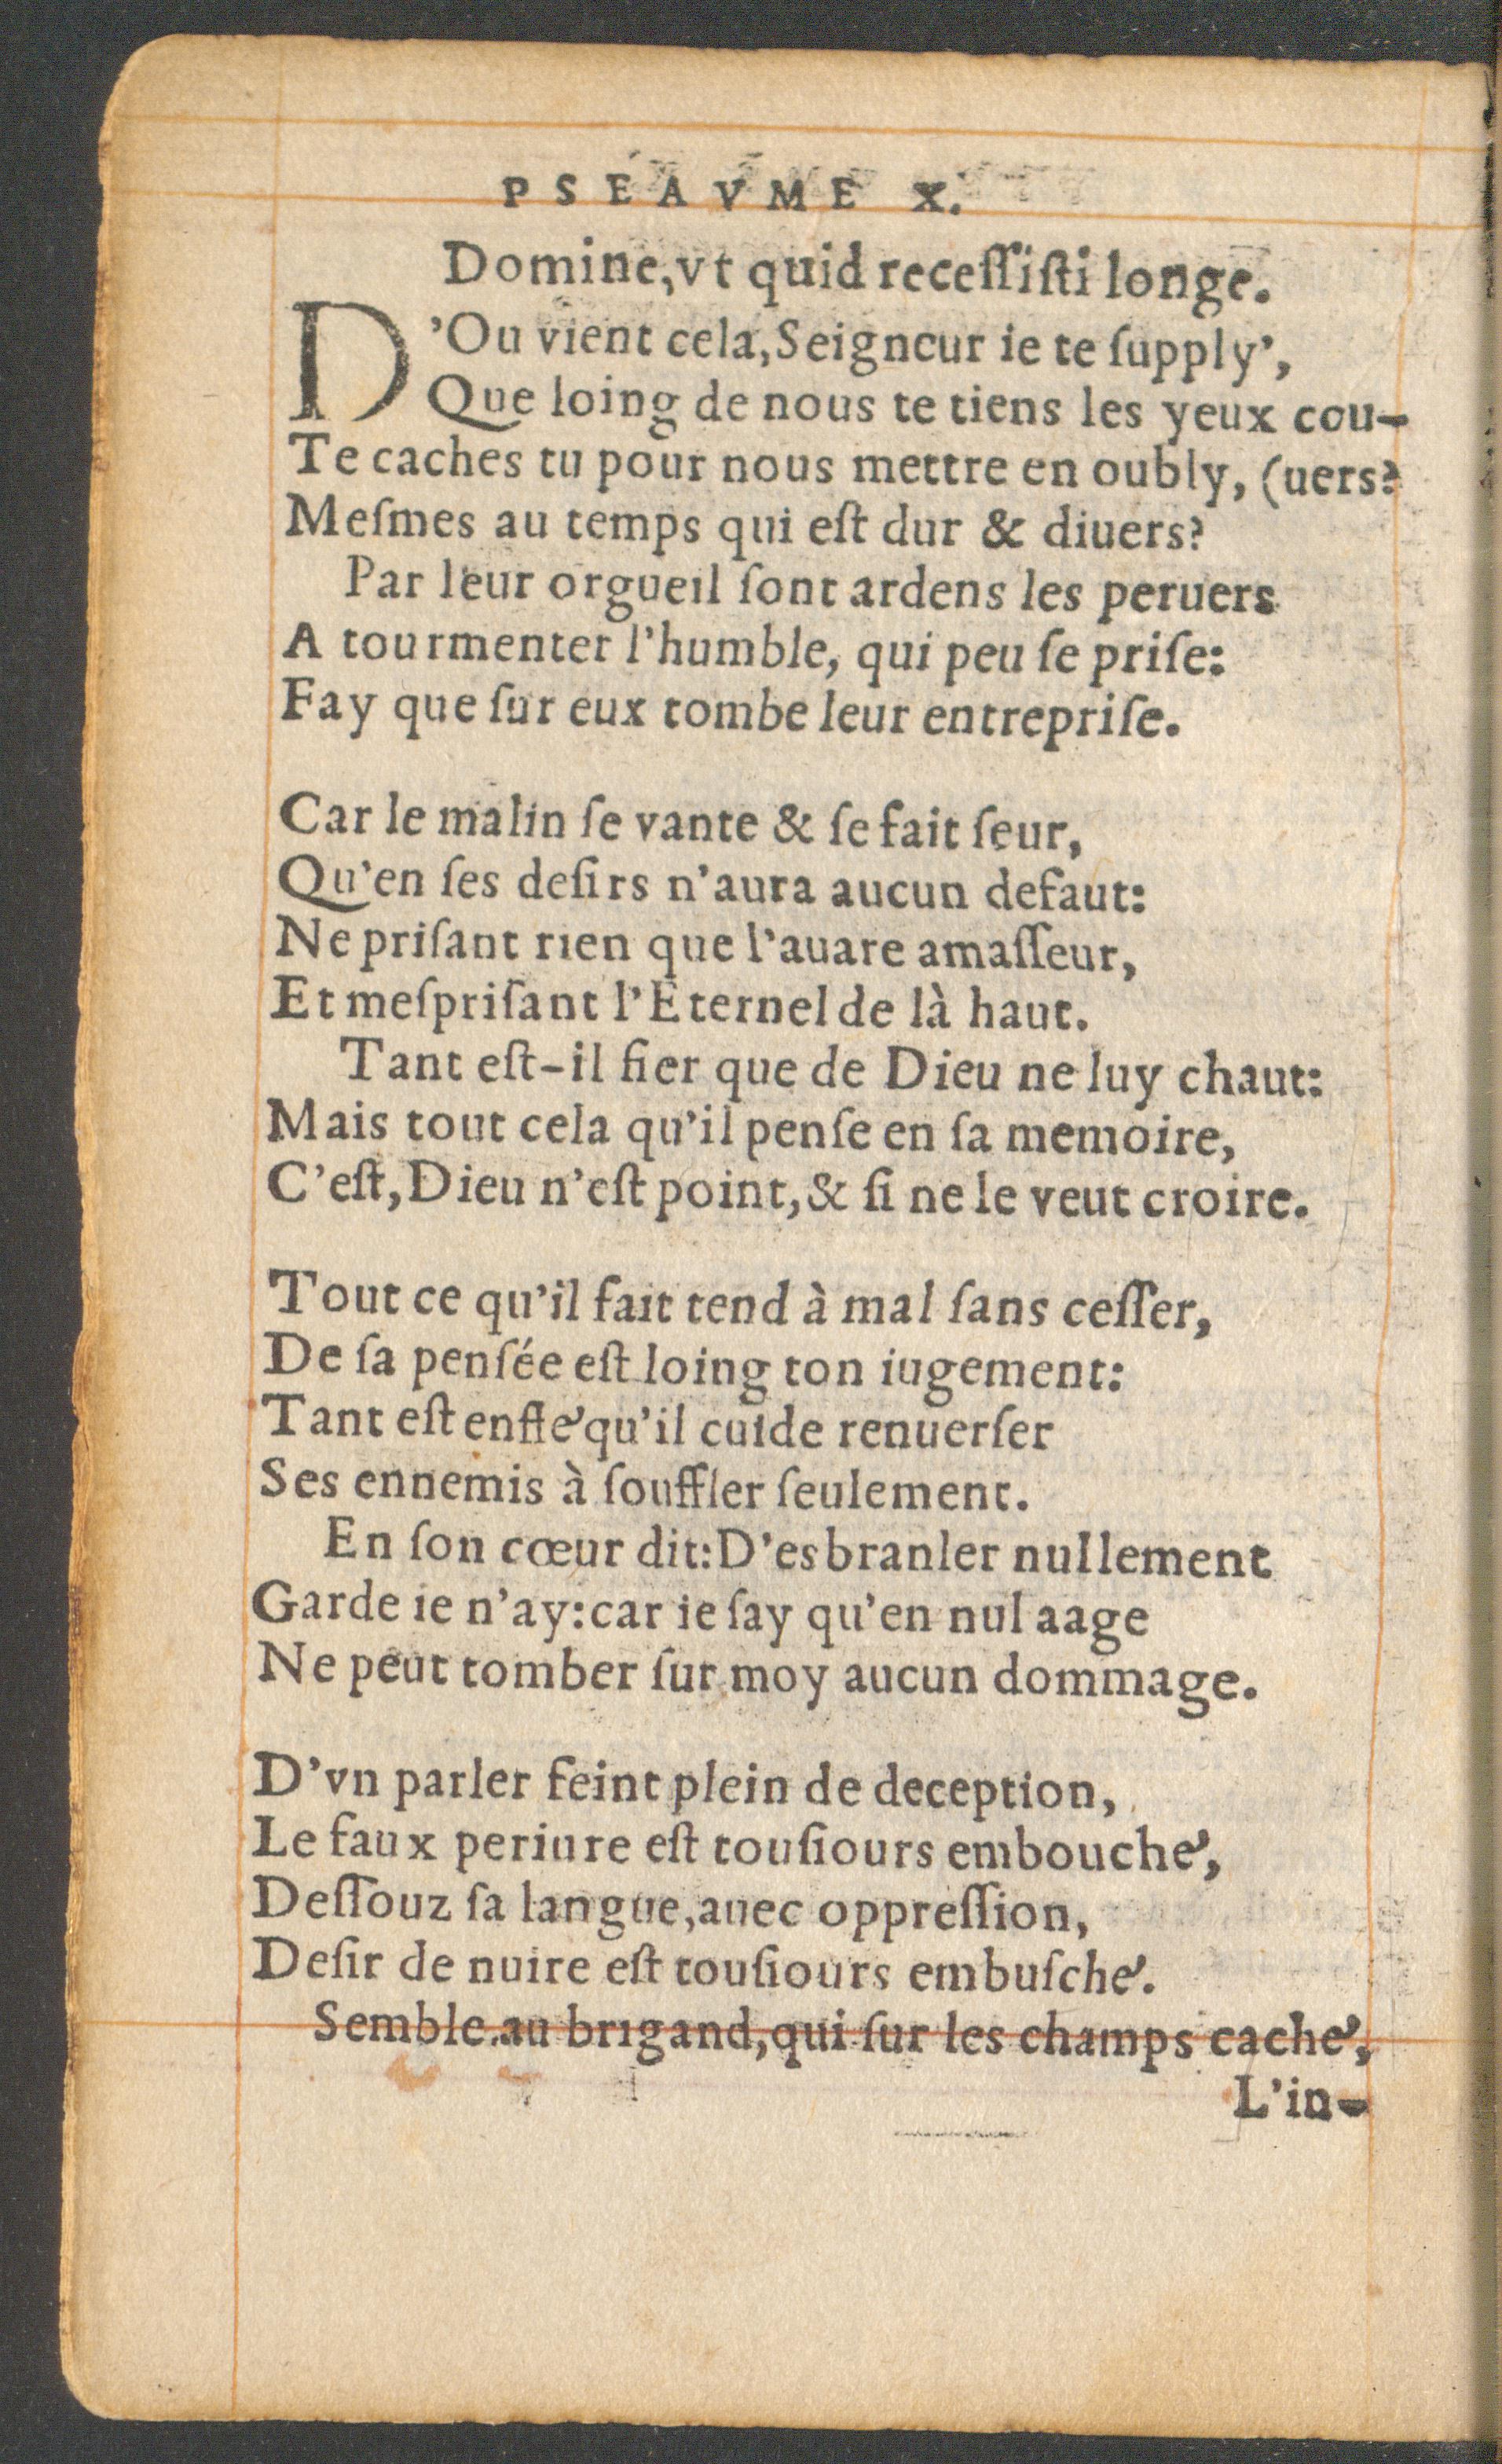 PSEAVME X.
Domine, vt quid receſſiſti longe.
D'Ou vient cela, Seigneur ie te ſupply',
Que loing de nous te tiens les yeux cou-
Te caches tu pour nous mettre en oubly, (uers?
Meſmes au temps qui eſt dur & diuers?
Par leur orgueil ſont ardens les peruers
A tourmenter l'humble, qui peu ſe priſe:
Fay que ſur eux tombe leur entrepriſe.
Car le malin ſe vante & ſe fait ſeur,
Qu'en ſes deſirs n'aura aucun defaut:
Ne priſant rien que l'auare amaſſeur,
Et meſpriſant l'Eternel de là haut.
Tant eſt-il fier que de Dieu ne luy chaut:
Mais tout cela qu'il penſe en ſa memoire,
C'eſt, Dieu n'eſt point, & ſi ne le veut croire.
Tout ce qu'il fait tend à mal ſans ceſſer,
De ſa penſée eſt loing ton iugement:
Tant eſt enflé qu'il cuide renuerſer
Ses ennemis à ſouffler ſeulement.
En ſon cœur dit: D'esbranler nullement
Garde ie n'ay: car ie ſay qu'en nul aage
Ne peut tomber ſur moy aucun dommage.
D'vn parler feint plein de deception,
Le faux periure eſt touſiours embouché,
Deſſouz ſa langue, auec oppreſſion,
Deſir de nuire eſt touſiours embuſché.
Semble au brigand, qui ſur les champs caché,
L'in-